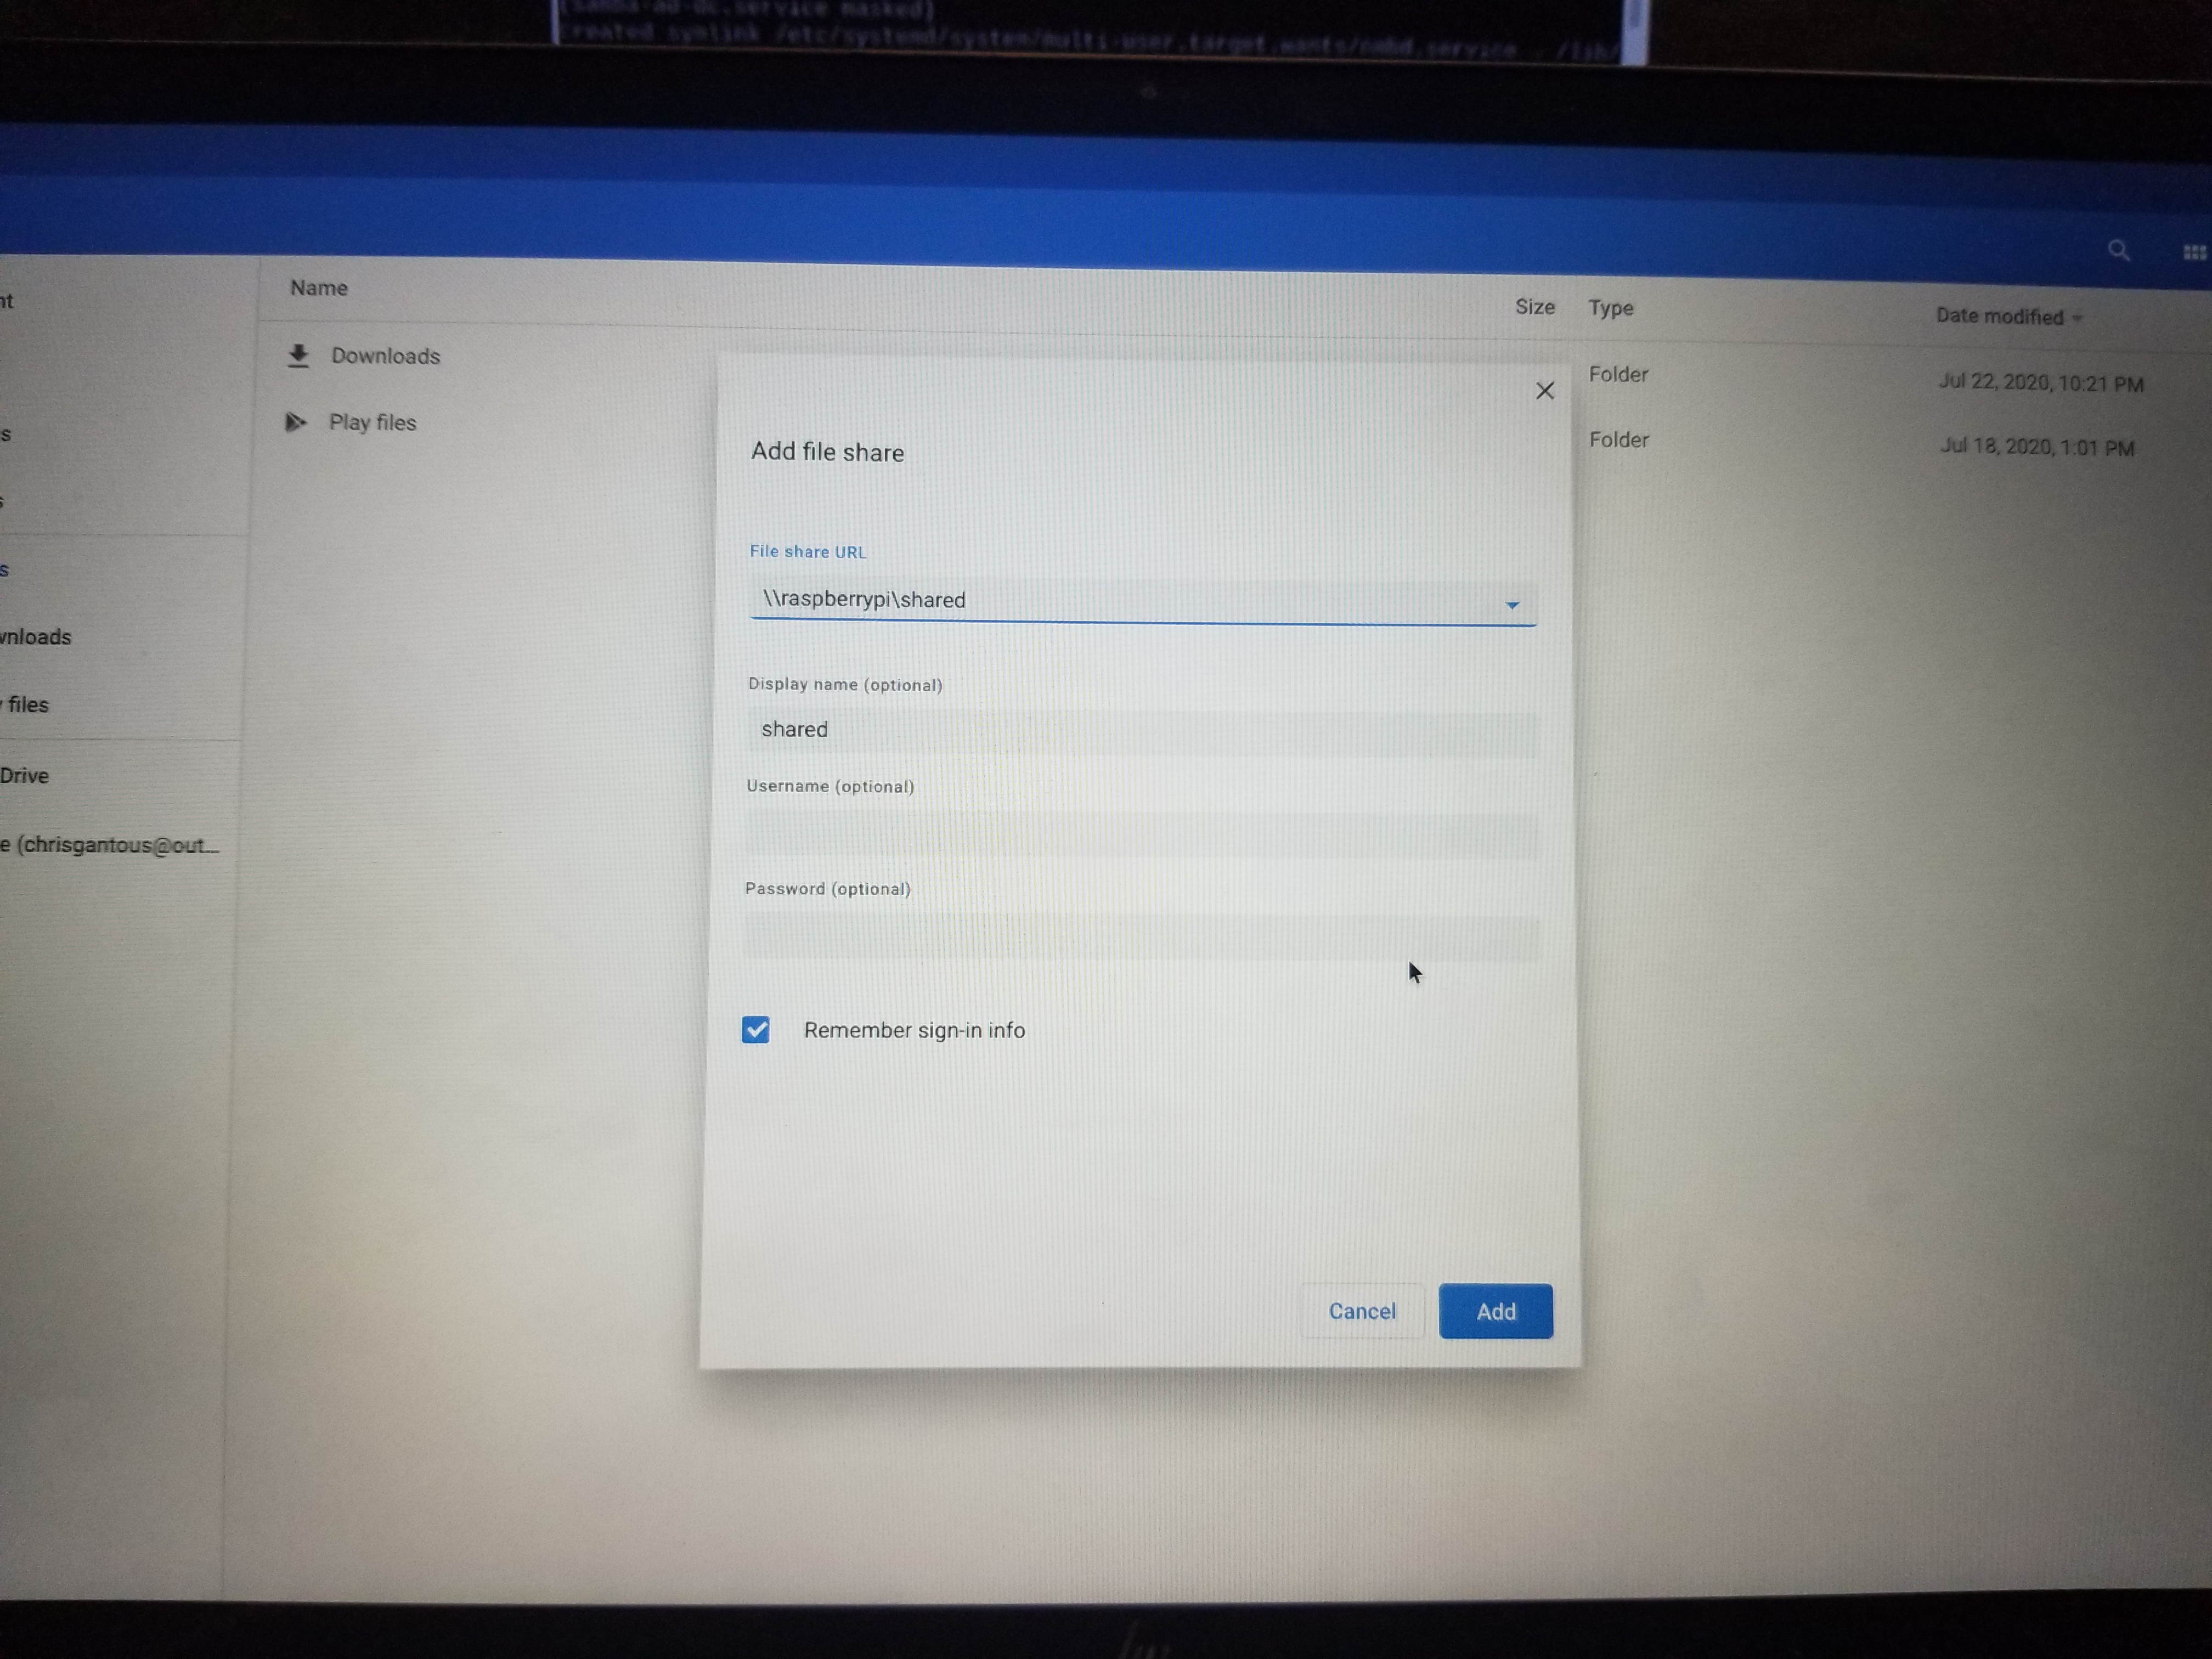 (samba-ad-dc.service masked)
Created symlink /etc/systemd/system/multi-user.target.wants/nmbd.service → /lib/
nt
Name
Size
Type
Date modified
Downloads
Folder
Jul 22, 2020, 10:21 PM
Play files
Folder
Jul 18, 2020, 1:01 PM
s
s
s
wnloads
y files
Drive
e (chrisgantous@out...
Add file share
File share URL
\\raspberrypi\shared
Display name (optional)
shared
Username (optional)
Password (optional)
Remember sign-in info
Cancel
Add
hp